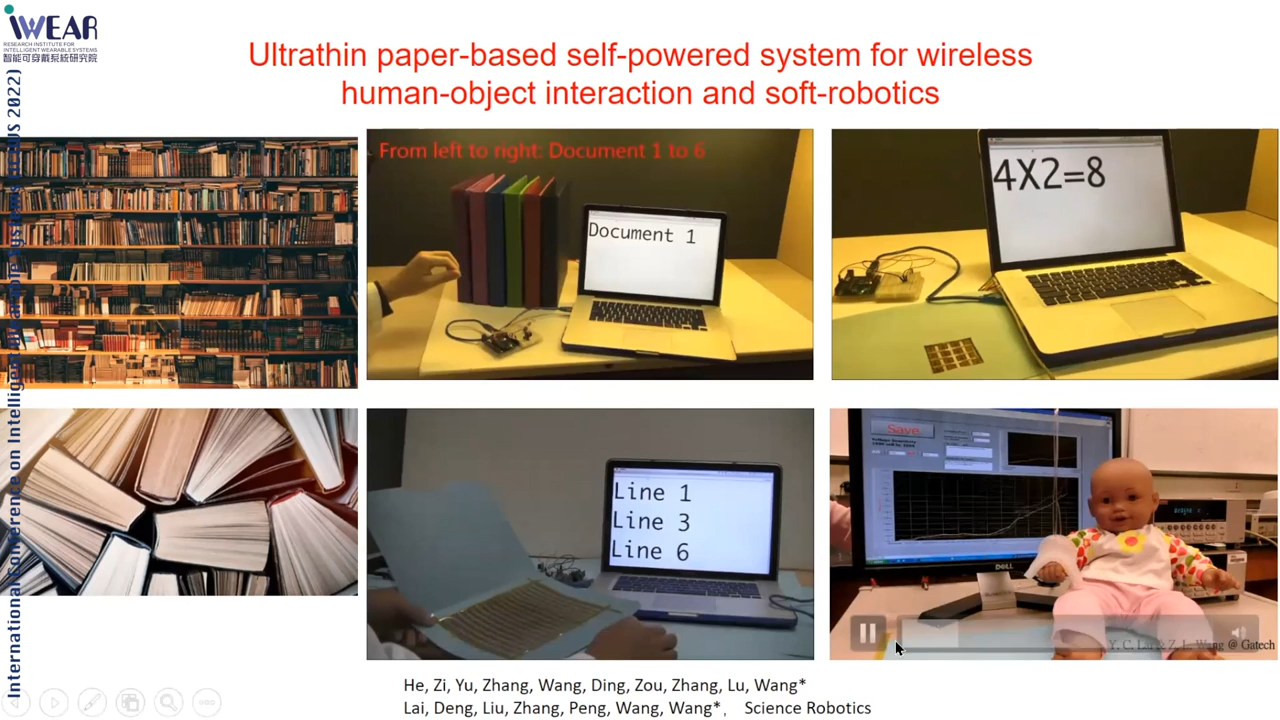 iWEAR
RESEARCH INSTITUTE FOR
INTELLIGENT WEARABLE SYSTEMS
智能可穿戴系統研究院
Ultrathin paper-based self-powered system for wireless
human-object interaction and soft-robotics
From left to right: Document 1 to 6
Document 1
4X2=8
Line 1
Line 3
Line 6
Save
DELL
Y. C. Lai & Z. L. Wang @ Gatech
He, Zi, Yu, Zhang, Wang, Ding, Zou, Zhang, Lu, Wang*
Lai, Deng, Liu, Zhang, Peng, Wang, Wang*, Science Robotics
International Conference on Intelligent
2022)